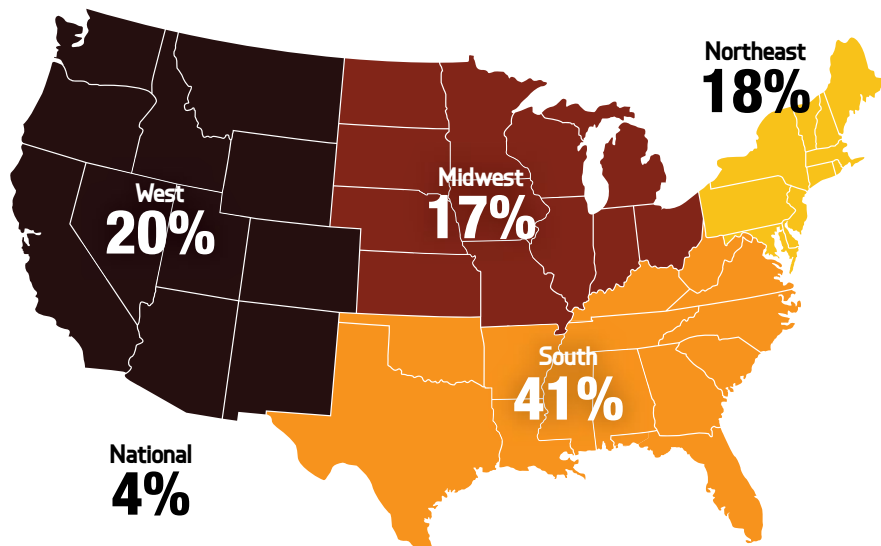 Northeast
18%
West
20%
Midwest
17%
South
41%
National
4%